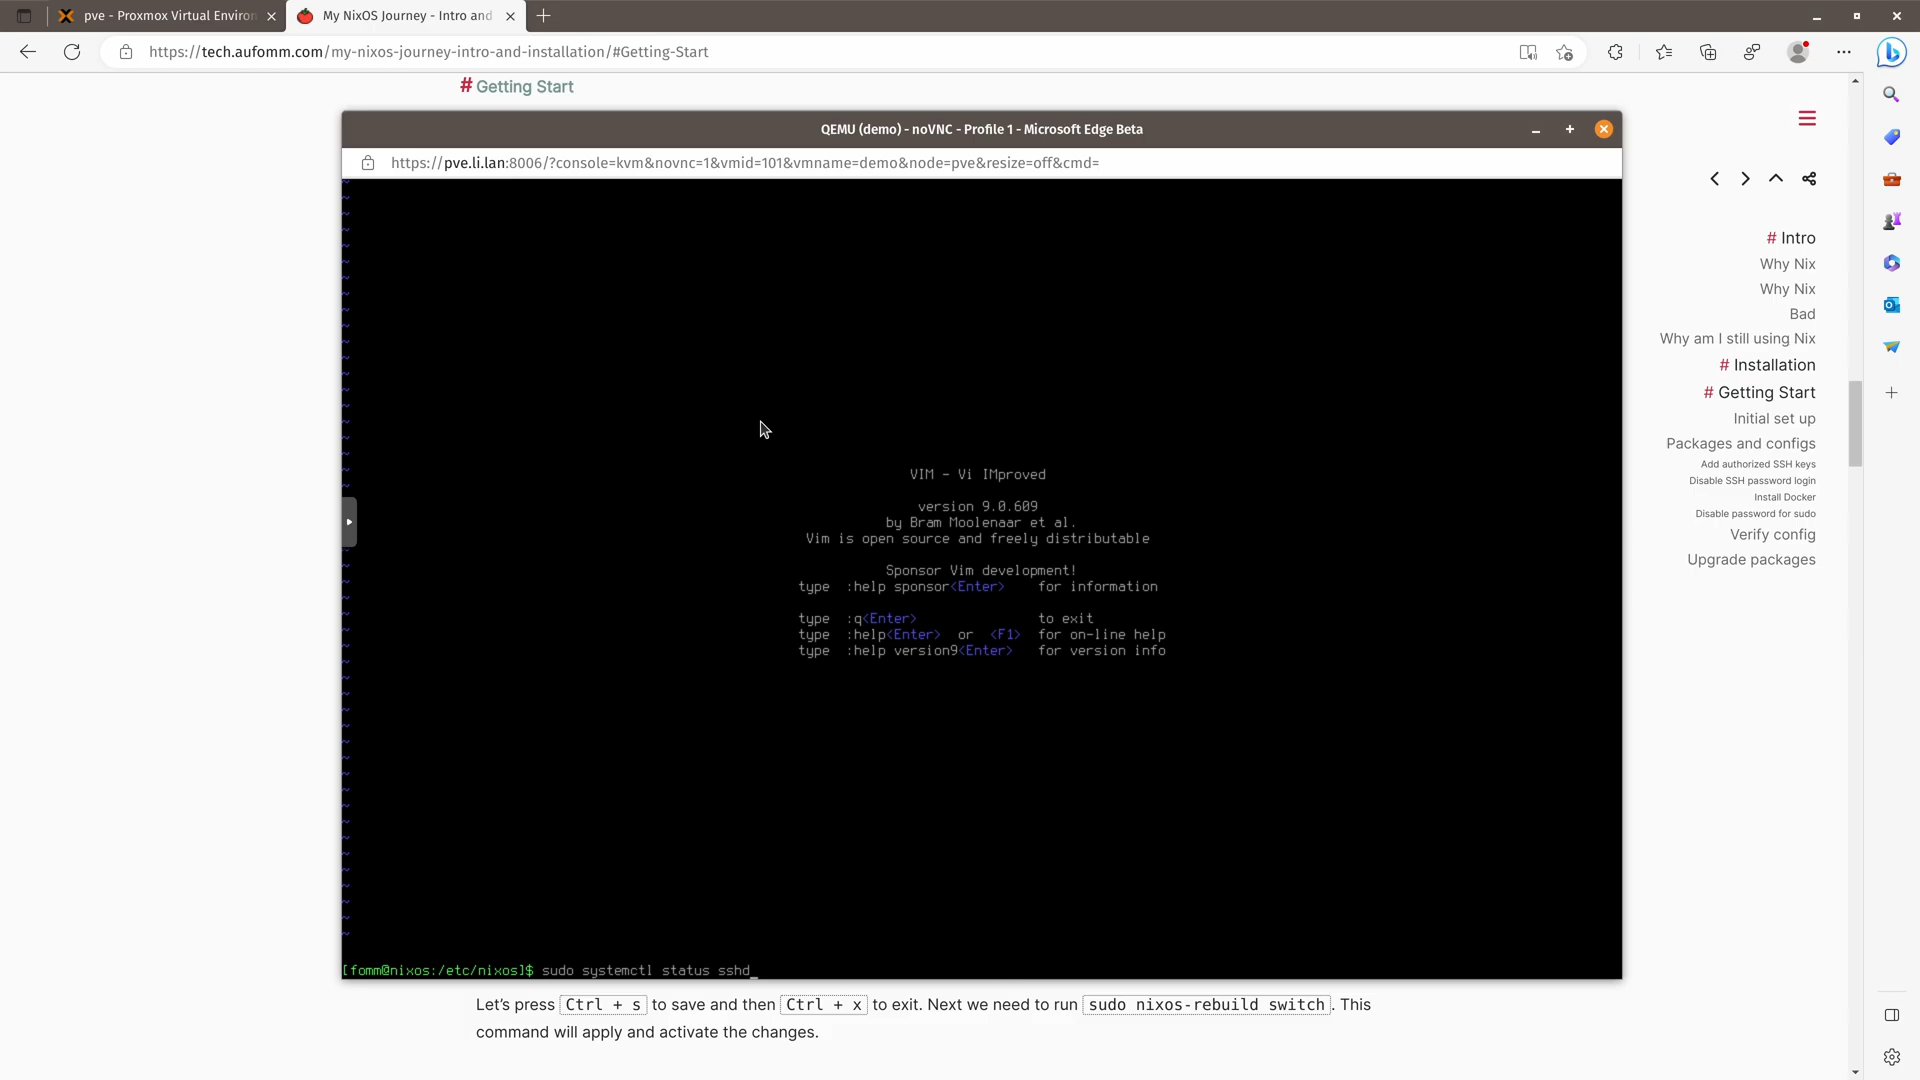 pve - Proxmox Virtual Environ
My NixOS Journey - Intro and
https://tech.aufomm.com/my-nixos-journey-intro-and-installation/#Getting-Start
# Getting Start
QEMU (demo) - noVNC - Profile 1 - Microsoft Edge Beta
https://pve.li.lan:8006/?console=kvm&novnc=1&vmid=101&vmname=demo&node=pve&resize=off&cmd=
VIM - Vi IMproved
version 9.0.609
by Bram Moolenaar et al.
Vim is open source and freely distributable
Sponsor Vim development!
type :help sponsor<Enter> for information
type :q<Enter> to exit
type :help<Enter> or <F1> for on-line help
type :help version9<Enter> for version info
[fomm@nixos:/etc/nixos]$ sudo systemctl status sshd_
Let's press Ctrl + s to save and then Ctrl + x to exit. Next we need to run sudo nixos-rebuild switch. This
command will apply and activate the changes.
# Intro
Why Nix
Why Nix
Bad
Why am I still using Nix
# Installation
# Getting Start
Initial set up
Packages and configs
Add authorized SSH keys
Disable SSH password login
Install Docker
Disable password for sudo
Verify config
Upgrade packages